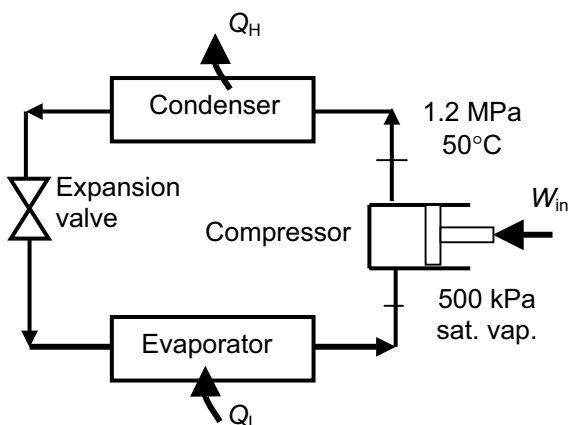 Q_H
Condenser
1.2 MPa
50°C
Expansion
valve
Compressor
W_in
500 kPa
sat. vap.
Evaporator
Q_L